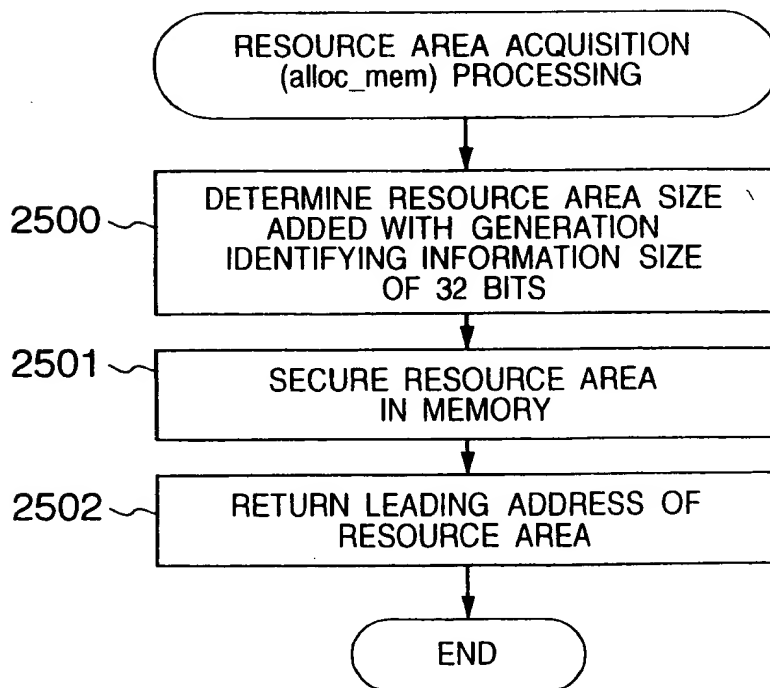 RESOURCE AREA ACQUISITION
(alloc_mem) PROCESSING
2500
DETERMINE RESOURCE AREA SIZE
ADDED WITH GENERATION
IDENTIFYING INFORMATION SIZE
OF 32 BITS
2501
SECURE RESOURCE AREA
IN MEMORY
2502
RETURN LEADING ADDRESS OF
RESOURCE AREA
END